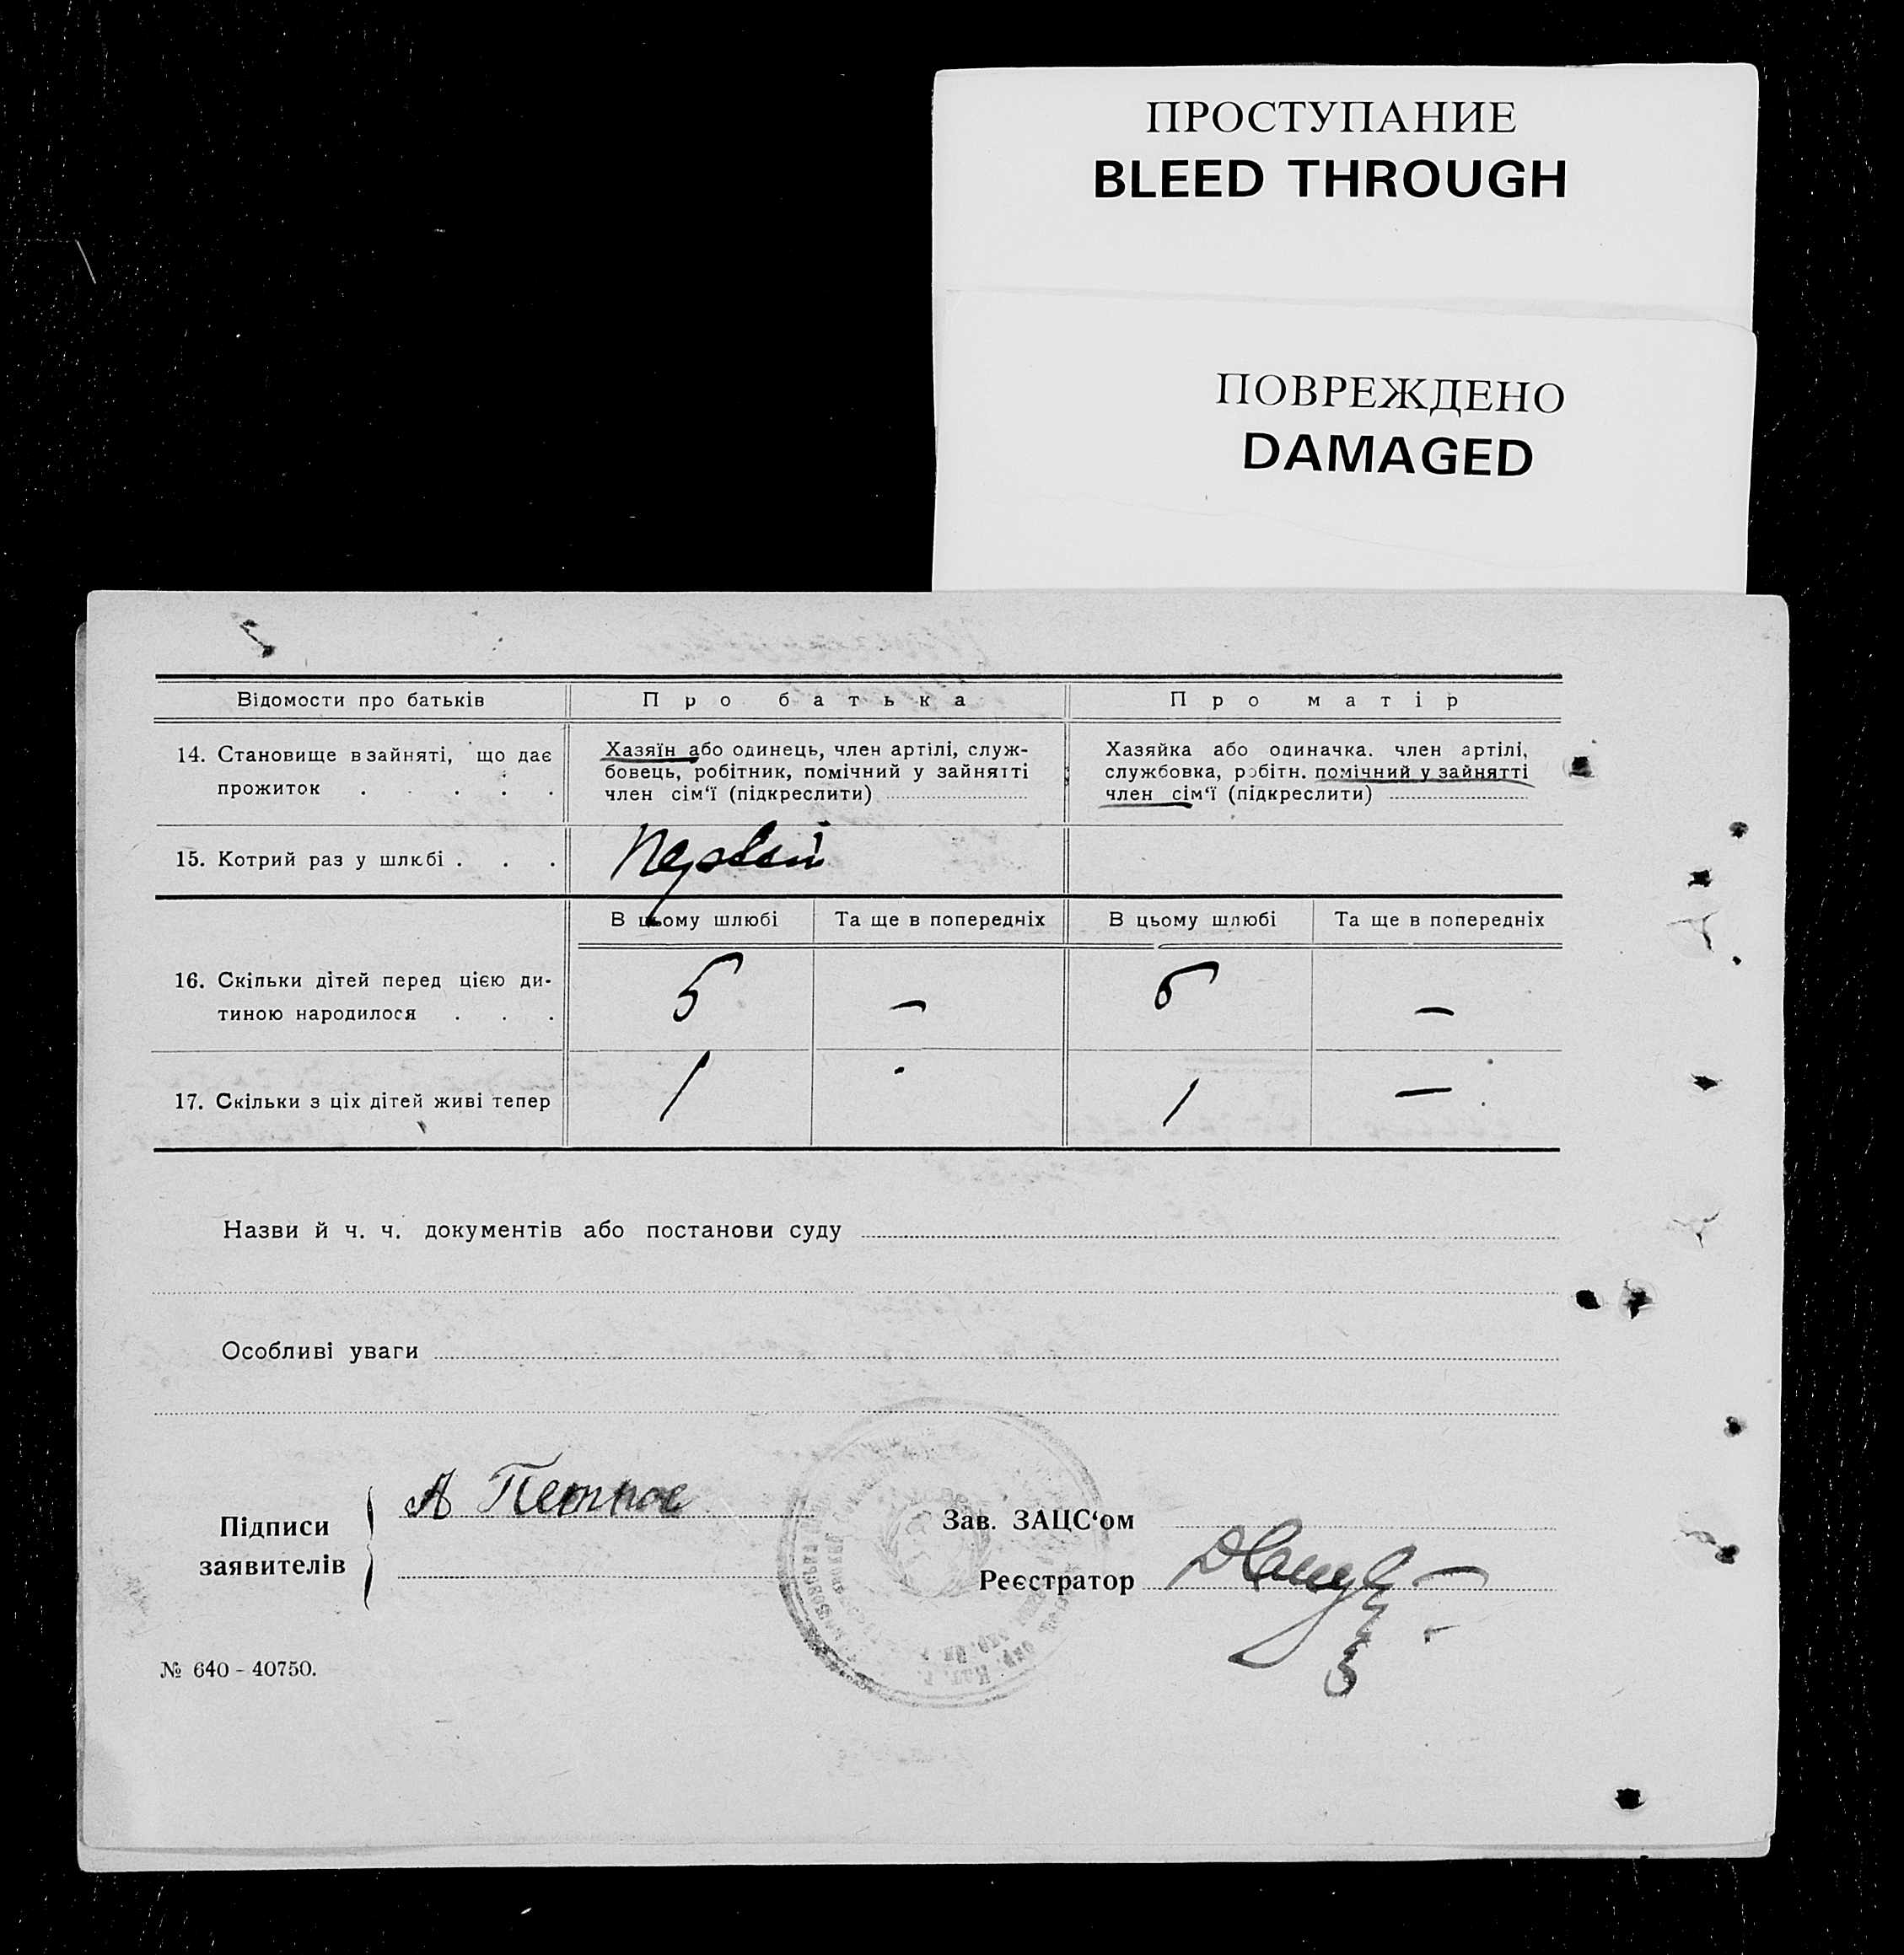 ПРОСТУПАНИЕ
BLEED THROUGH
ПОВРЕЖДЕНО
DAMAGED
Відомости про батьків Про батька Про матір
14. Становище в зайняті, що дає
прожиток . . . . .
Хазяїн або одинець, член артілі, служ-
бовець, робітник, помічний у зайнятті
член сім‘ї (підкреслити)
Хазяйка або одиначка. член артілі,
службовка, робітн. помічний у зайнятті
член сім‘ї (підкреслити)
15. Котрий раз у шлюбі . . .
В цьому шлюбі Та ще в попередніх В цьому шлюбі Та ще в попередніх
16. Скільки дітей перед цією ди-
тиною народилося . . .
5 – 5 –
17. Скільки з ціх дітей живі тепер
1 1 –
Назви й ч. ч. документів або постанови суду
Особливі уваги
Підписи
заявителів
А
Зав. ЗАЦС‘ом
Реєстратор
№ 640 - 40750.